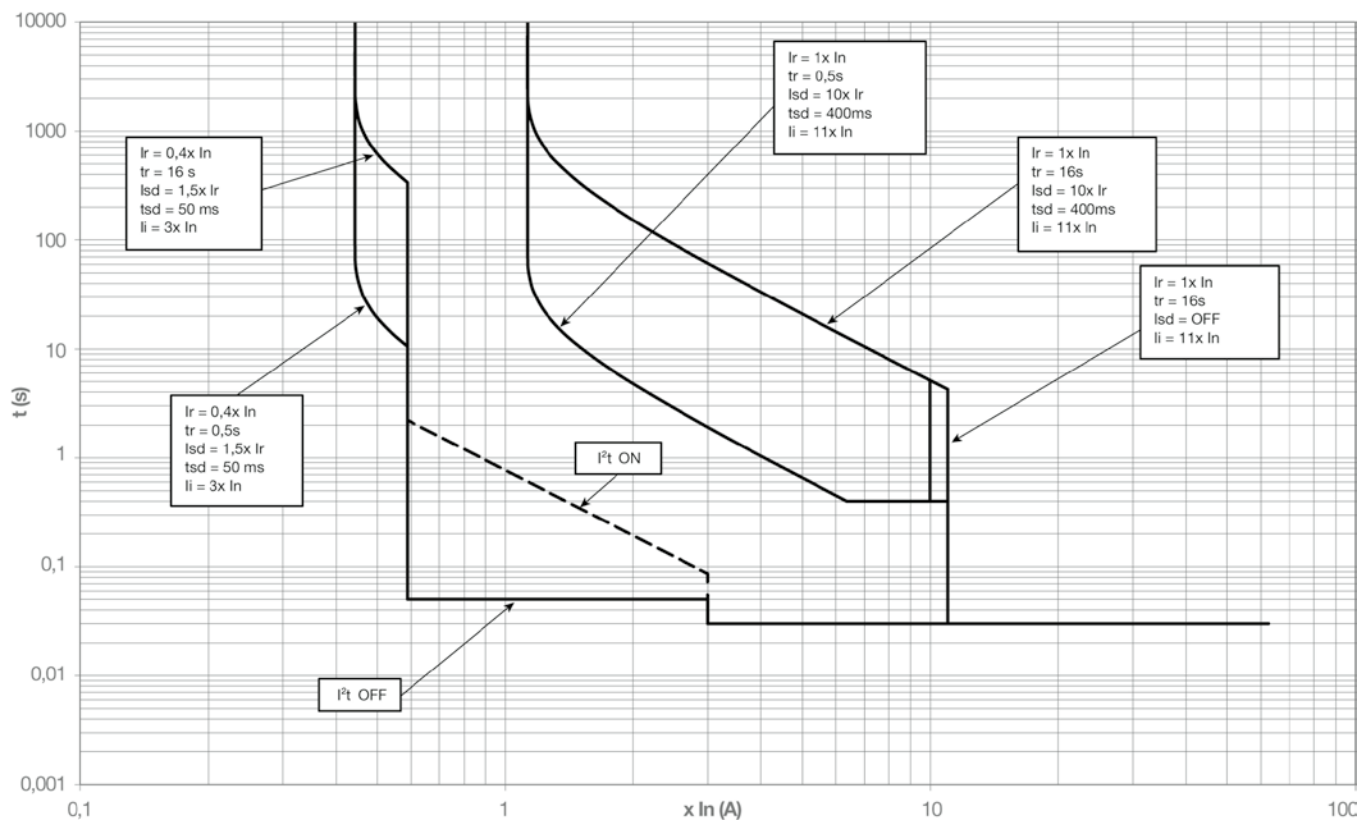 10000
1000
100
10
1
0,1
0,01
0,001
t (s)
Ir = 0,4x In
tr = 16 s
Isd = 1,5x Ir
tsd = 50 ms
Ii = 3x In
Ir = 0,4x In
tr = 0,5s
Isd = 1,5x Ir
tsd = 50 ms
Ii = 3x In
Ir = 1x In
tr = 0,5s
Isd = 10x Ir
tsd = 400ms
Ii = 11x In
Ir = 1x In
tr = 16s
Isd = 10x Ir
tsd = 400ms
Ii = 11x In
Ir = 1x In
tr = 16s
Isd = OFF
Ii = 11x In
I²t ON
I²t OFF
0,1
1
x In (A)
10
100